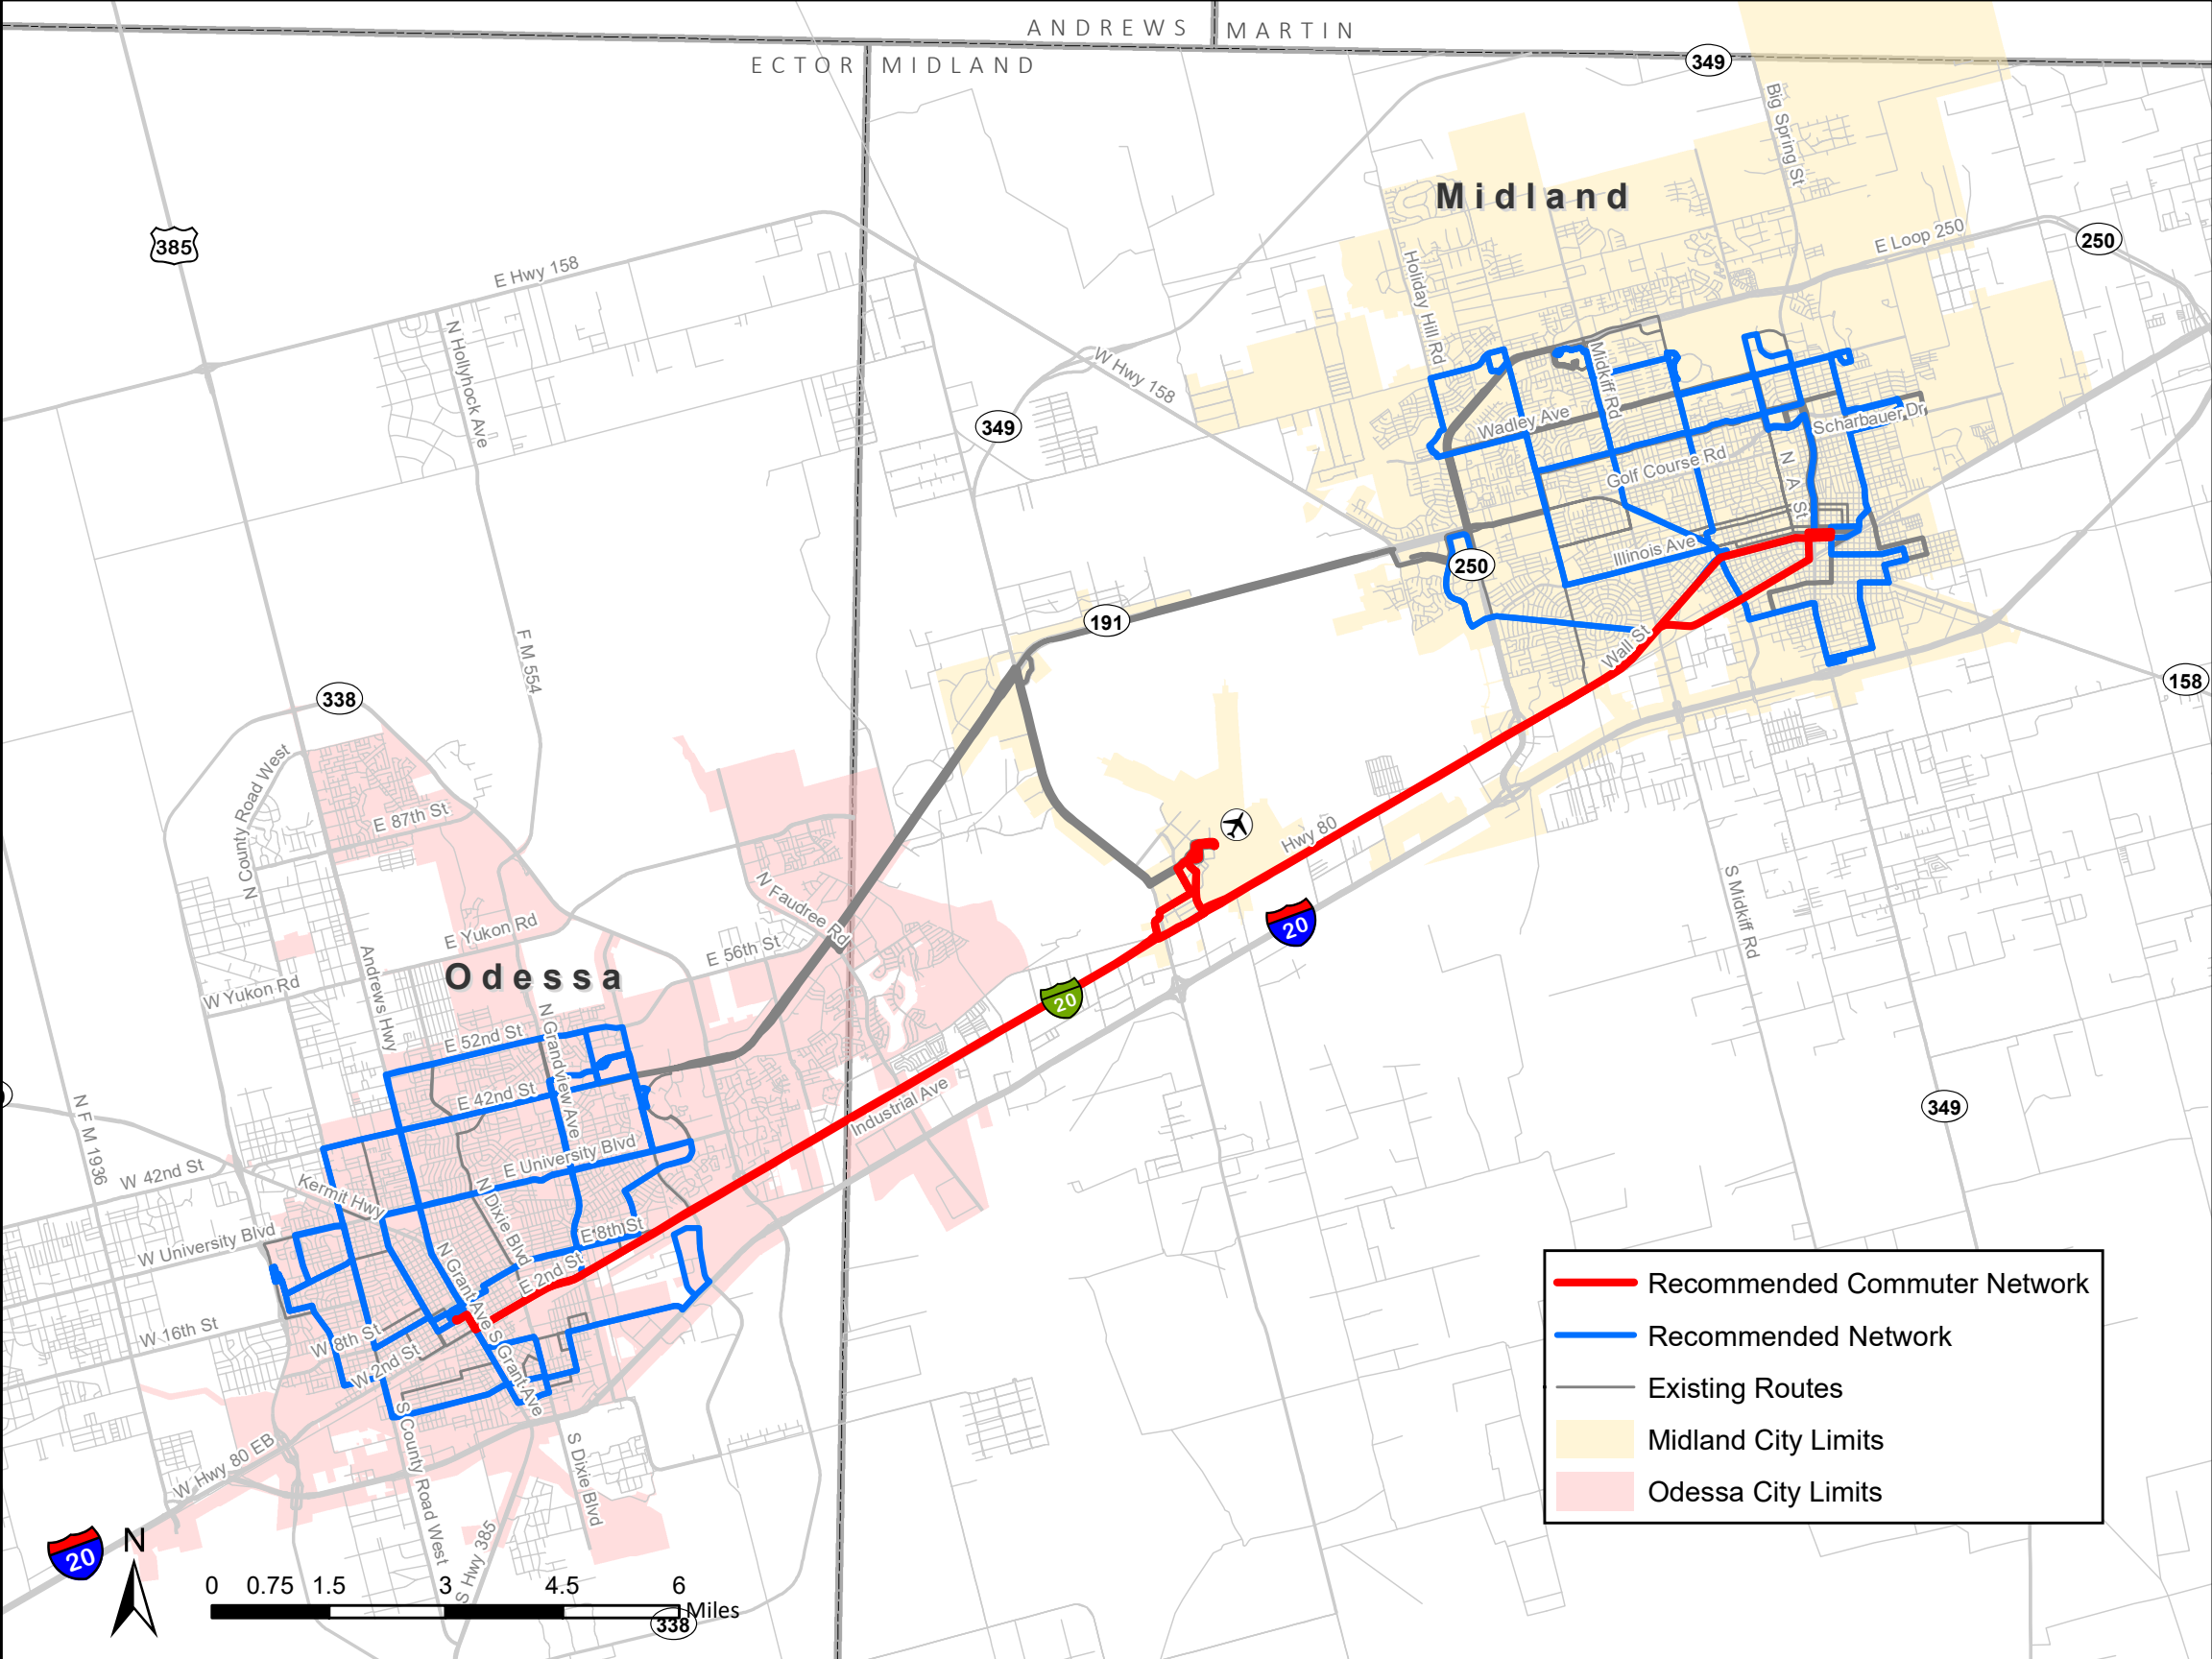 ANDREWS
MARTIN
ECTOR
MIDLAND
349
Big Spring St
Midland
385
E Hwy 158
E Loop 250
250
Holiday Hill Rd
N Hollyhock Ave
W Hwy 158
Midkiff Rd
349
Wadley Ave
Scharbauer Dr
Golf Course Rd
N A St
Illinois Ave
250
191
FM 554
Wall St
158
338
N County Road West
E 87th St
Hwy 80
N Faudree Rd
S Midkiff Rd
E Yukon Rd
20
E 56th St
Andrews Hwy
Odessa
W Yukon Rd
20
N Grandview Ave
E 52nd St
E 42nd St
Industrial Ave
349
N FM 1936
E University Blvd
W 42nd St
Kermit Hwy
N Dixie Blvd
E 8th St
W University Blvd
N Grant Ave
E 2nd St
W 16th St
W 8th St
W 2nd St
S Grant Ave
S County Road West
W Hwy 80 EB
S Dixie Blvd
S Hwy 385
20
N
0 0.75 1.5 3 4.5 6
Miles
338
Recommended Commuter Network
Recommended Network
Existing Routes
Midland City Limits
Odessa City Limits